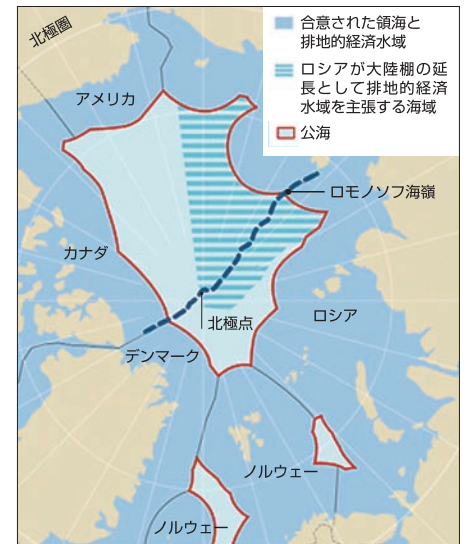 北極圏
合意された領海と
排地的経済水域
ロシアが大陸棚の延
長として排地的経済
水域を主張する海域
公海
アメリカ
ロモノソフ海嶺
カナダ
ロシア
北極点
デンマーク
ノルウェー
ノルウェー